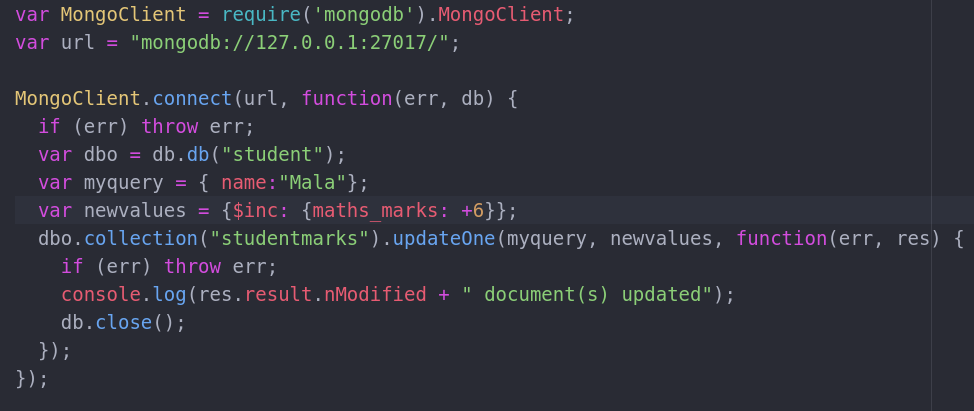 var MongoClient = require('mongodb').MongoClient;
var url = "mongodb://127.0.0.1:27017/";

MongoClient.connect(url, function(err, db) {
  if (err) throw err;
  var dbo = db.db("student");
  var myquery = { name:"Mala"};
  var newvalues = {$inc: {maths_marks: +6}};
  dbo.collection("studentmarks").updateOne(myquery, newvalues, function(err, res) {
    if (err) throw err;
    console.log(res.result.nModified + " document(s) updated");
    db.close();
  });
});